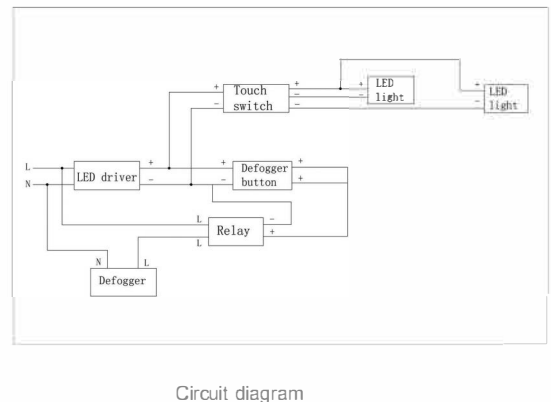 + Touch switch + - -
+ LED light - -
+ LED light -
L N LED driver + -
+ Defogger button - + +
L Relay - L +
N L
Defogger
Circuit diagram